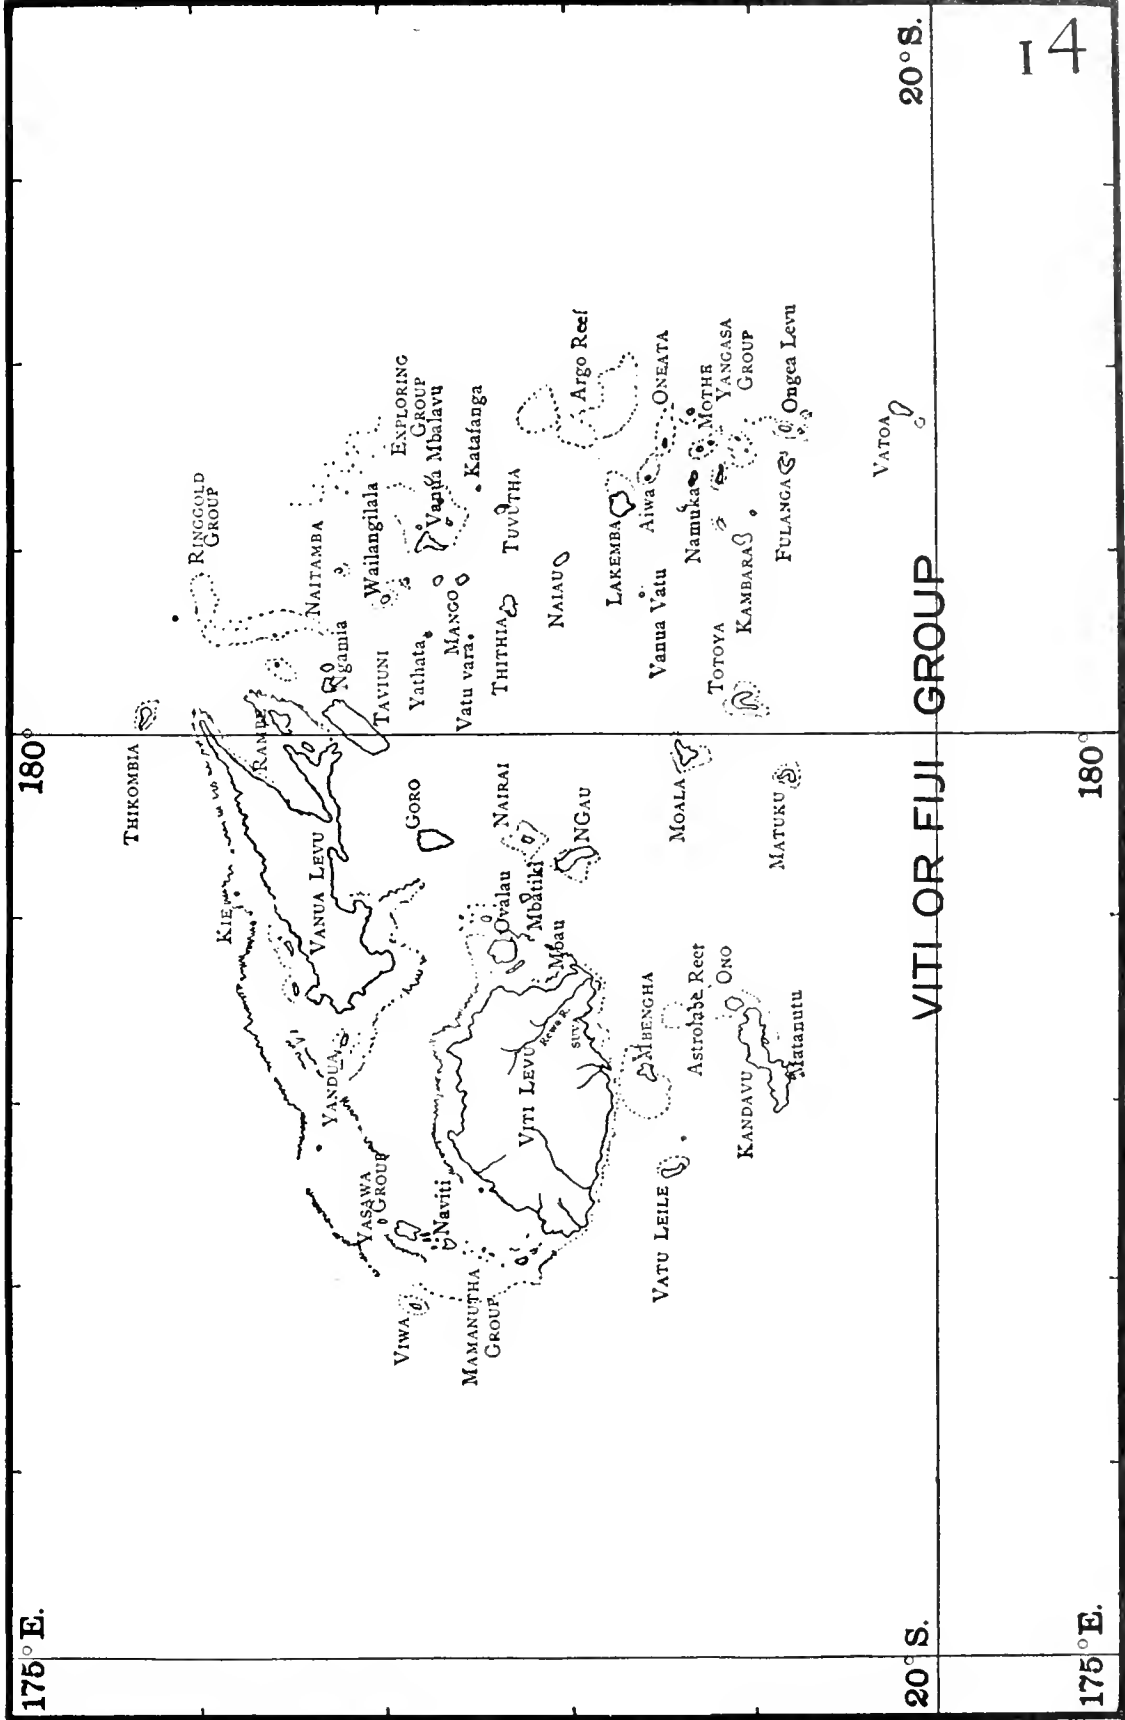 175° E.
180°
THIKOMBIA
RINGGOLD
GROUP
KIE
RAMBE
NAITAMBA
Ngamia
Wailangilala
EXPLORING
GROUP
Vanua Mbalavu
VANUA LEVU
TAVIUNI
YANDUA
Yathata
MANGO
Katafanga
Vatu vara
YASAWA
GROUP
GORO
THITHIA
TUVUTHA
VIWA
Naviti
NAIRAI
Ovalau
Mbatiki
NAIAU
Argo Reef
MAMANUTHA
GROUP
VITI LEVU
Rewa R.
SUVA
Mbau
NGAU
LAKEMBA
Aiwa
ONEATA
Vanua Vatu
MBENGHA
VATU LEILE
Astrolabe Reef
ONO
MOALA
Namuka
MOTHE
YANGASA
GROUP
TOTOYA
KAMBARA
KANDAVU
Matanutu
MATUKU
FULANGA
Ongea Levu
VATOA
20° S.
VITI OR FIJI GROUP
20° S.
175° E.
180°
14